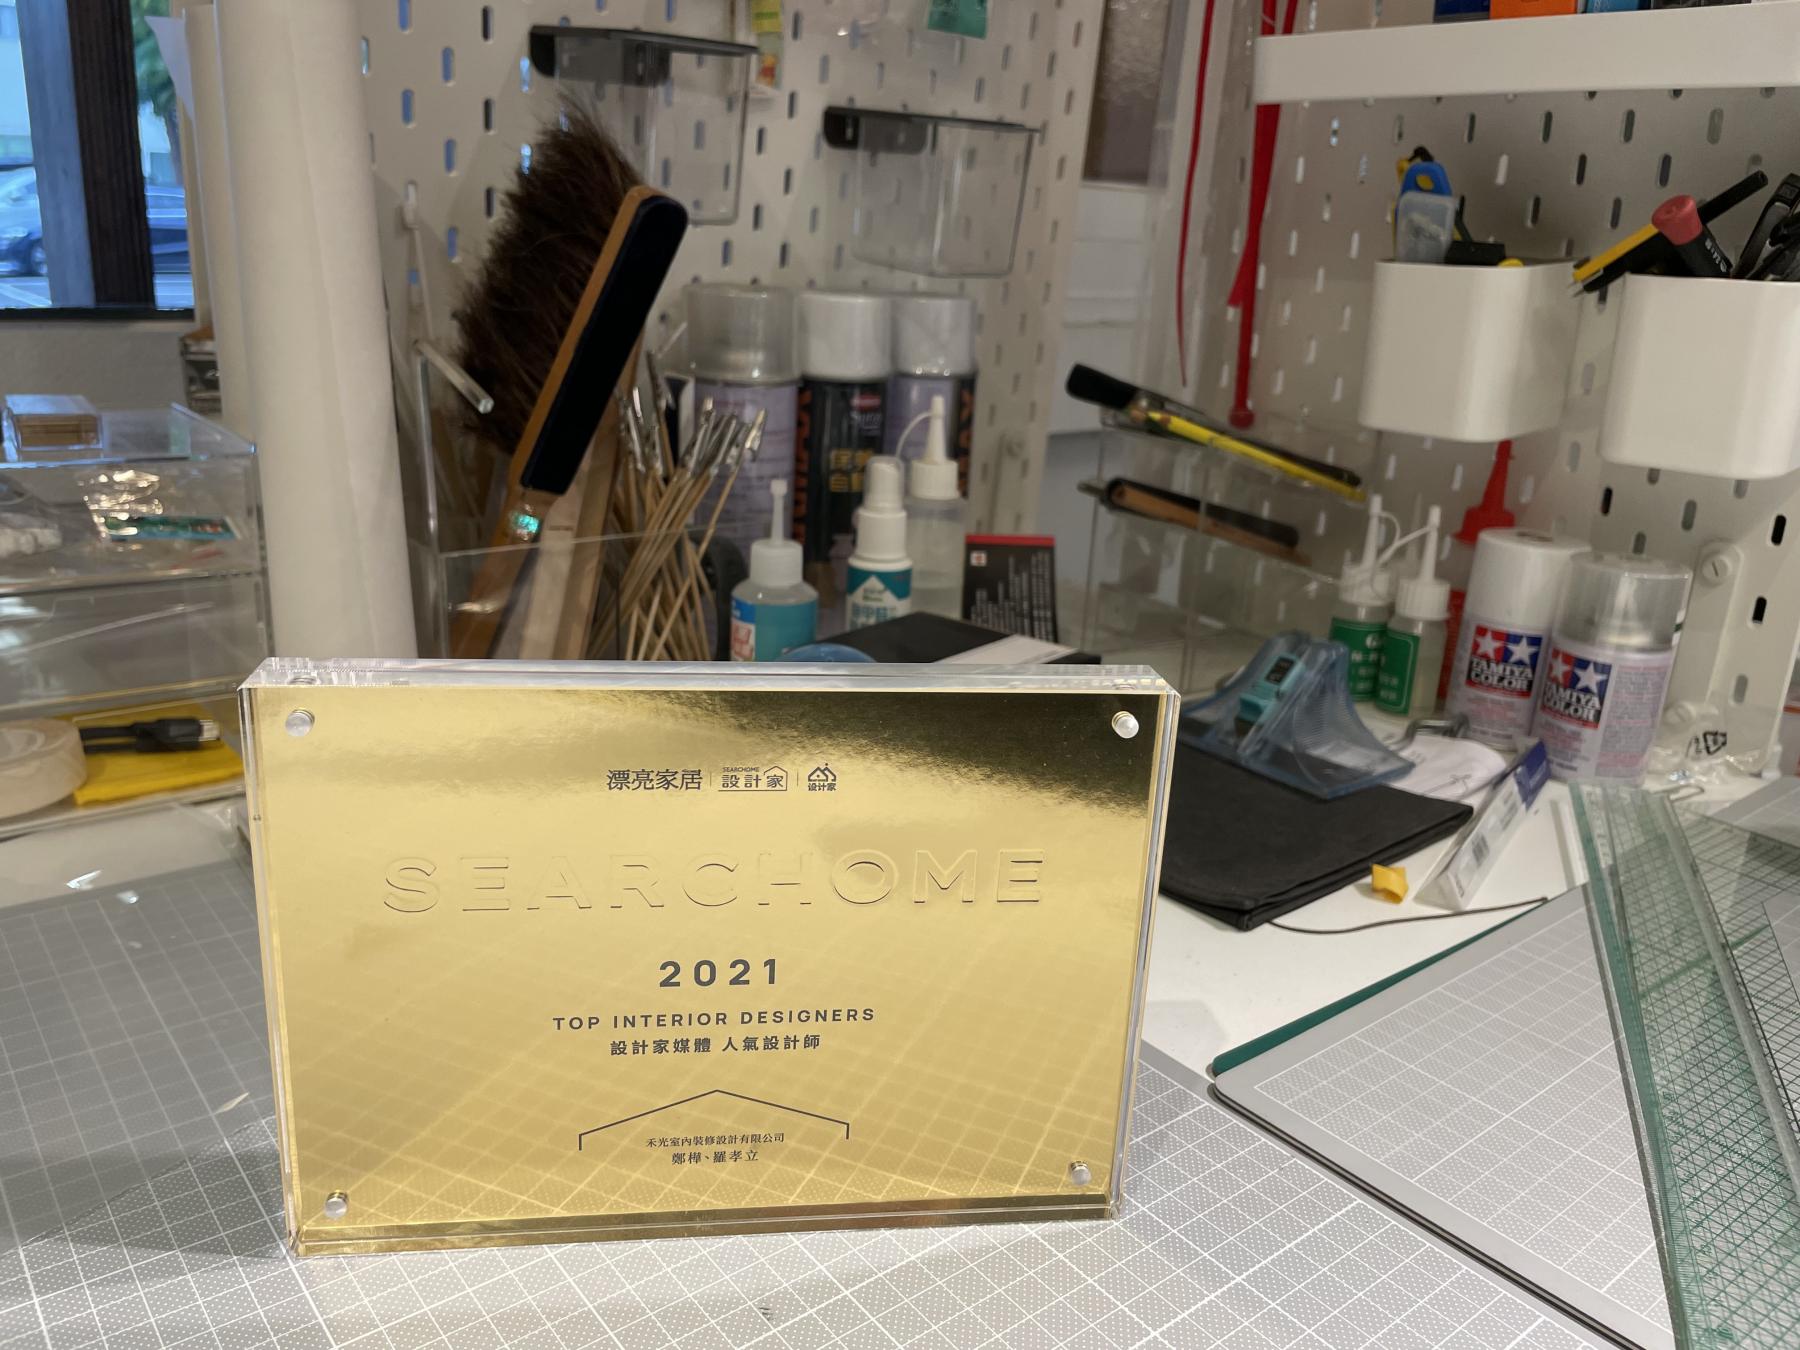 漂亮家居 | SEARCHOME 設計家 | 设计家
SEARCHOME
2021
TOP INTERIOR DESIGNERS
設計家媒體 人氣設計師
禾光室內裝修設計有限公司
鄭樺、羅孝立
TAMIYA
COLOR
TAMIYA
COLOR